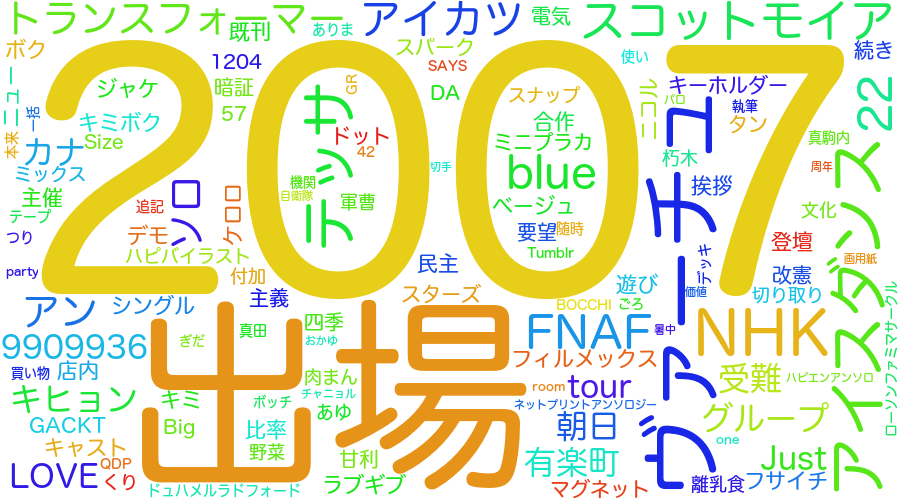 トランスフォーマー
既刊
ありま
アイカツ
電気
スコットモイア
ボク
1204
スパーク
SAYS
使い
続き
ニュー
一括
ジャケ
暗証
57
GR
DA
スナップ
ニコル
パロ
キーホルダー
執筆
22
本来
カナ
キミボク
Size
2007
テッサ
ドット
42
合作
ミニプラカ
タン
真駒内
ミックス
切手
blue
朽木
周年
主催
テープ
追記
ソロ
ケロロ
機関
自衛隊
軍曹
ベージュ
挨拶
文化
つり
デモ
ハピバイラスト
要望
随時
Tumblr
ヴァーチュ
デッキ
登壇
アイスダンス
画用紙
party
付加
民主
遊び
価値
改憲
切り取り
アン
シングル
主義
スターズ
BOCCHI
ごろ
9909936
ぎだ
真田
四季
おかゆ
出場
FNAF
暑中
NHK
ローソンファミマサークル
買い物
店内
肉まん
チャニョル
フィルメックス
受難
ハピエンアンソロ
キヒョン
キミ
ボッチ
あゆ
room
tour
ネットプリントアンソロジー
グループ
GACKT
Big
比率
朝日
one
キャスト
野菜
甘利
有楽町
Just
LOVE
QDP
くり
ドュハメルラドフォード
ラブギブ
マグネット
離乳食
フサイチ